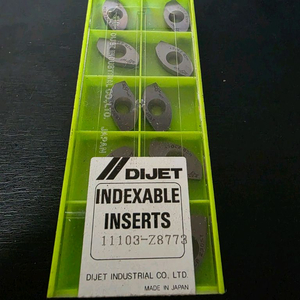 DIJET
INDEXABLE
INSERTS
11103-Z8773
DIJET INDUSTRIAL CO., LTD.
MADE IN JAPAN